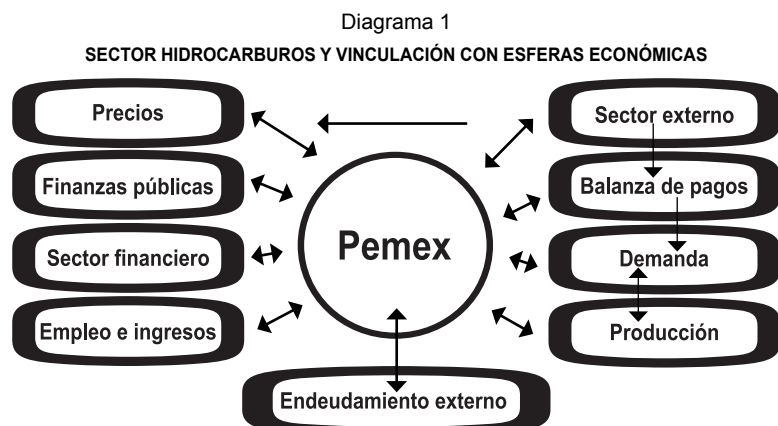 Diagrama 1
SECTOR HIDROCARBUROS Y VINCULACIÓN CON ESFERAS ECONÓMICAS
Precios
Finanzas públicas
Sector financiero
Empleo e ingresos
Pemex
Sector externo
Balanza de pagos
Demanda
Producción
Endeudamiento externo